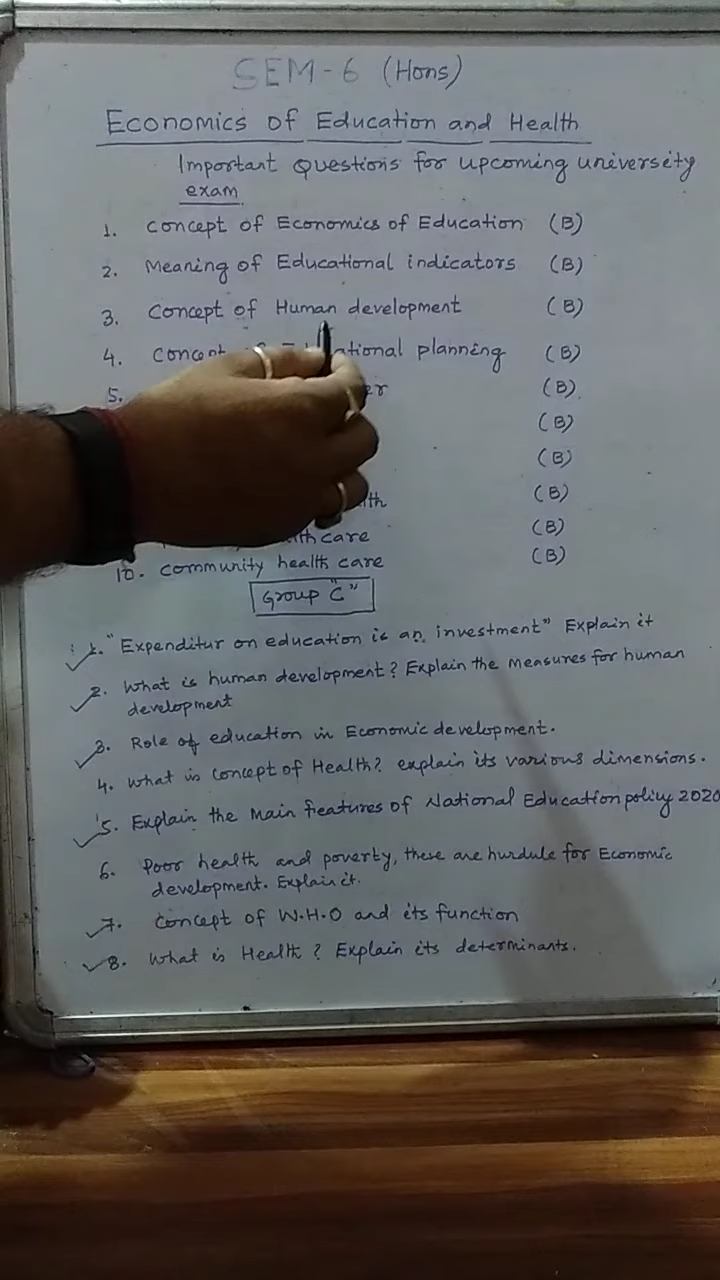 SEM-6 (Hons)
Economics of Education and Health
Important Questions for upcoming university
exam
1. Concept of Economics of Education (B)
2. Meaning of Educational indicators (B)
3. Concept of Human development (B)
4. planning (B)
5. (B)
(B)
(B)
(B)
care (B)
10. community health care (B)
Group "C"
1. "Expenditur on education is an investment" Explain it
2. What is human development? Explain the measures for human
development
3. Role of education in Economic development.
4. What is concept of Health? explain its various dimensions.
5. Explain the Main features of National Education policy 2020
6. Poor health and poverty, these are hurdule for Economic
development. Explain it.
7. Concept of W.H.O and its function
8. What is Health? Explain its determinants.